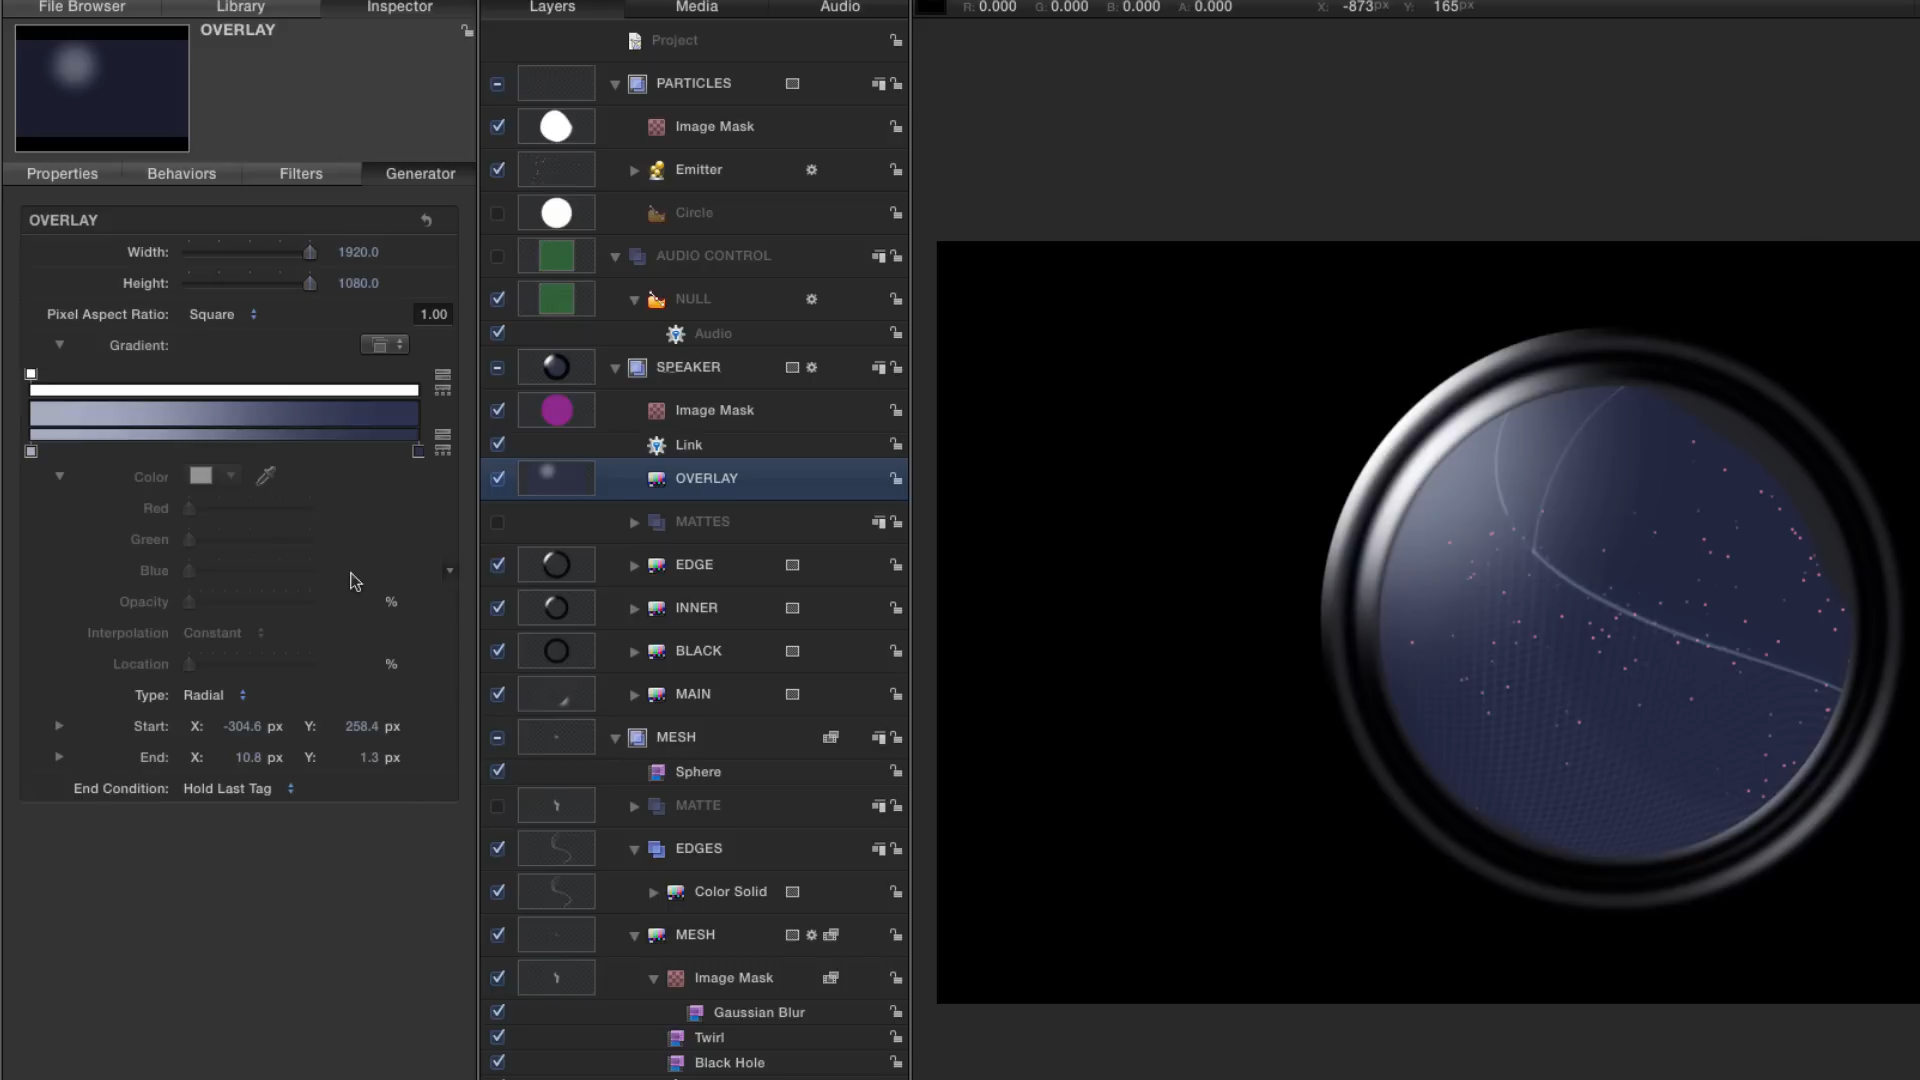 File Browser
Library
Inspector
OVERLAY
Properties
Behaviors
Filters
Generator
OVERLAY
Width: 1920.0
Height: 1080.0
Pixel Aspect Ratio: Square 1.00
Gradient:
Color
Red
Green
Blue
Opacity %
Interpolation Constant
Location %
Type: Radial
Start: X: -304.6 px Y: 258.4 px
End: X: 10.8 px Y: 1.3 px
End Condition: Hold Last Tag
Layers
Media
Audio
Project
PARTICLES
Image Mask
Emitter
Circle
AUDIO CONTROL
NULL
Audio
SPEAKER
Image Mask
Link
OVERLAY
MATTES
EDGE
INNER
BLACK
MAIN
MESH
Sphere
MATTE
EDGES
Color Solid
MESH
Image Mask
Gaussian Blur
Twirl
Black Hole
R: 0.000 G: 0.000 B: 0.000 A: 0.000 X: -873px Y: 165px